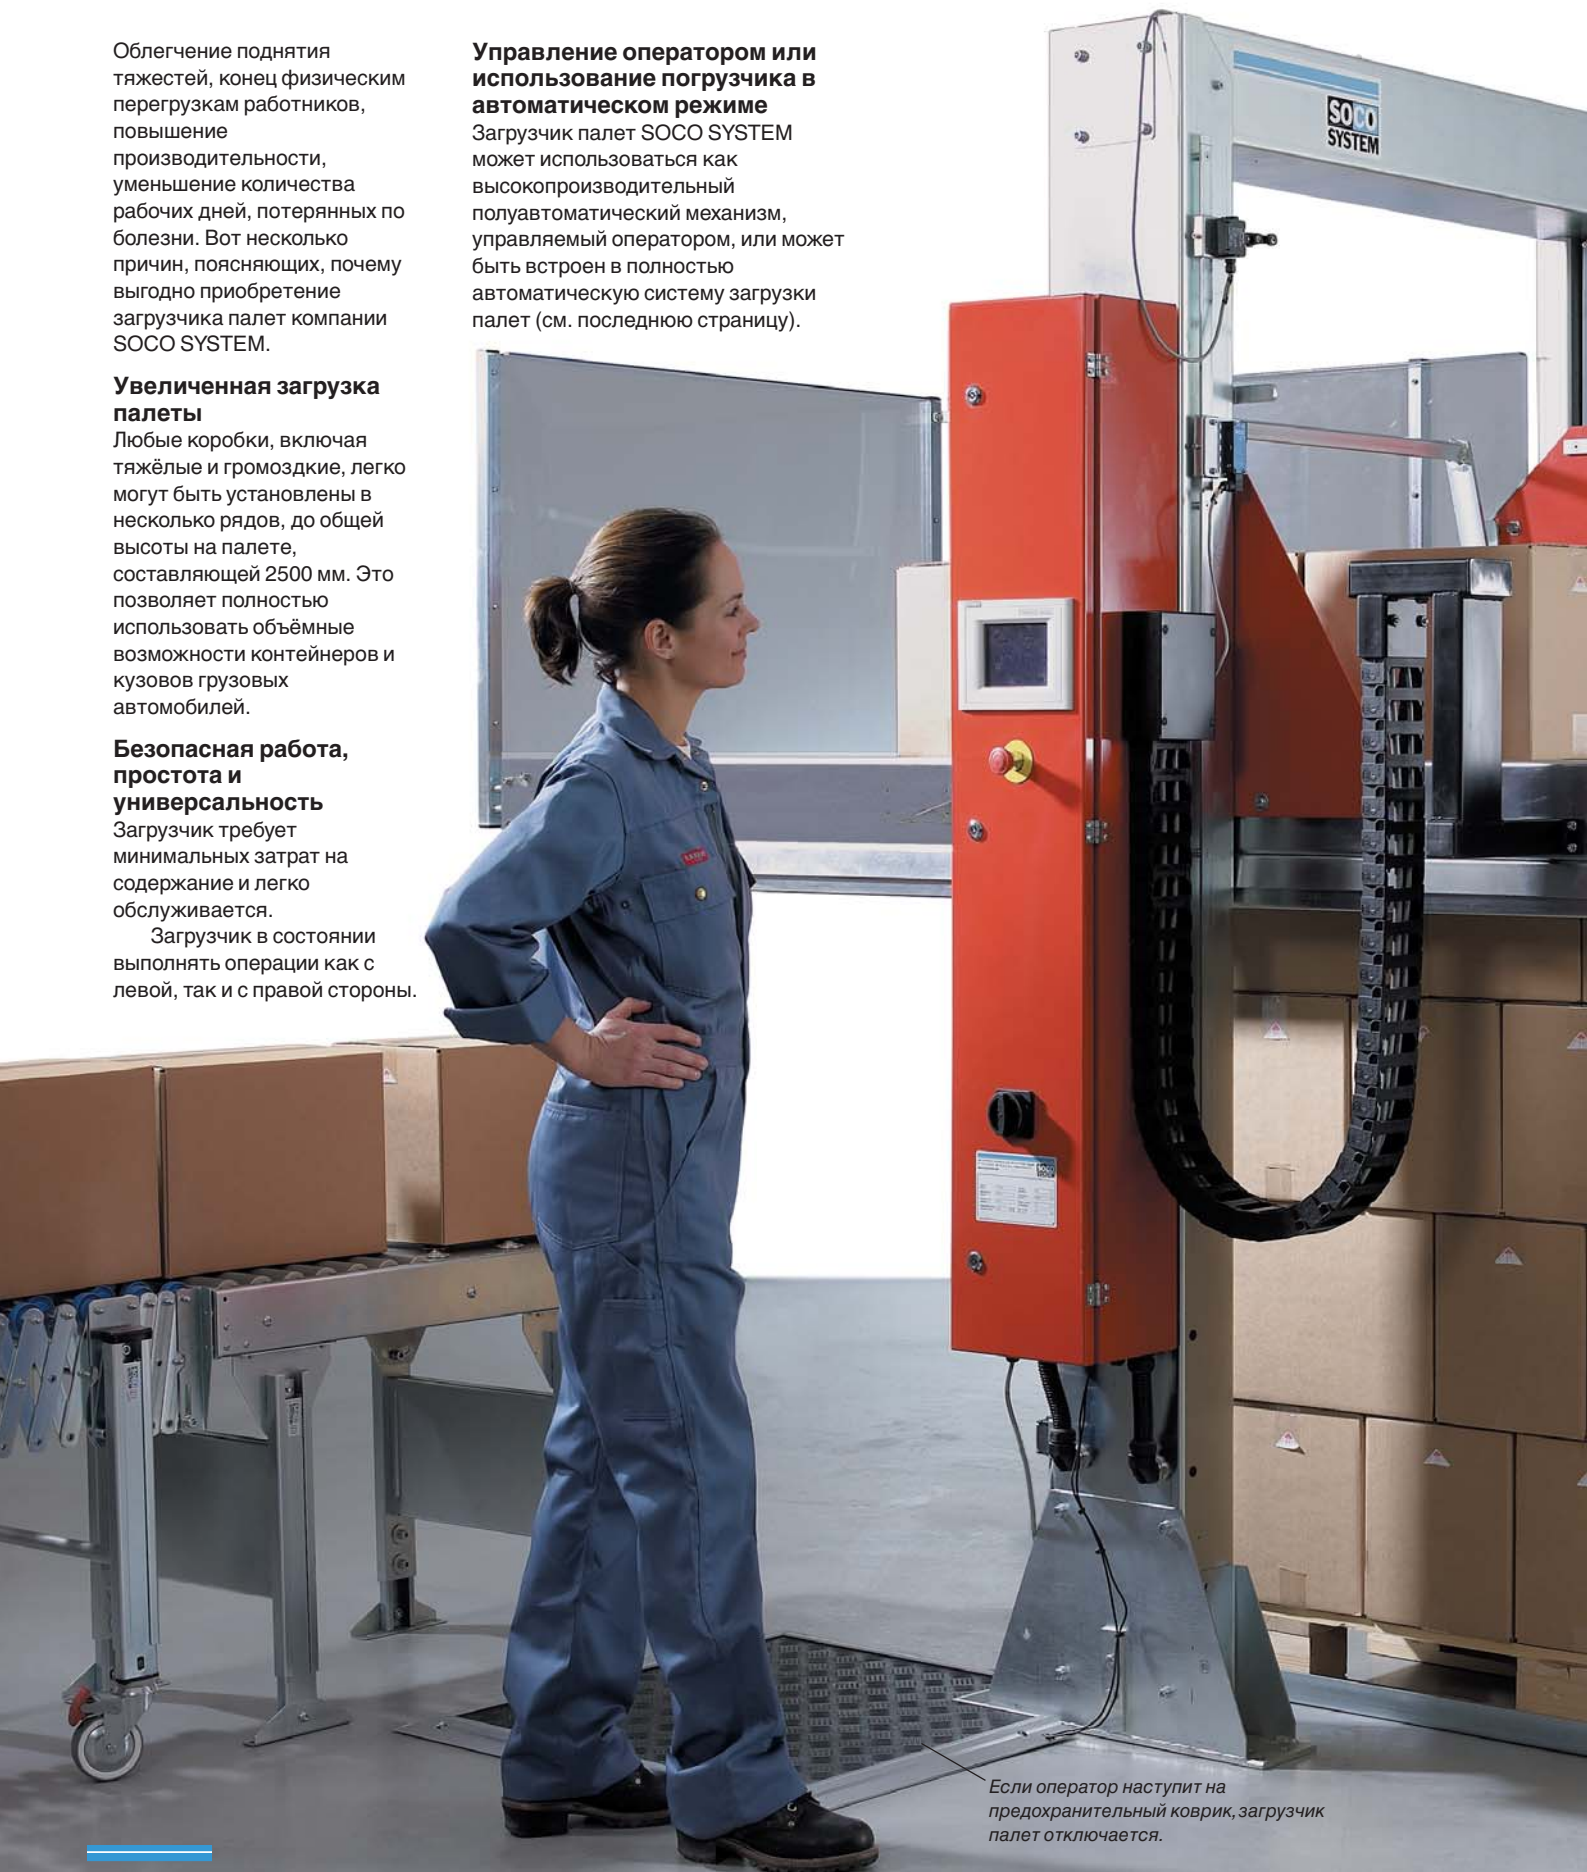 Облегчение поднятия
тяжестей, конец физическим
перегрузкам работников,
повышение
производительности,
уменьшение количества
рабочих дней, потерянных по
болезни. Вот несколько
причин, поясняющих, почему
выгодно приобретение
загрузчика палет компании
SOCO SYSTEM.
Увеличенная загрузка
палеты
Любые коробки, включая
тяжёлые и громоздкие, легко
могут быть установлены в
несколько рядов, до общей
высоты на палете,
составляющей 2500 мм. Это
позволяет полностью
использовать объёмные
возможности контейнеров и
кузовов грузовых
автомобилей.
Безопасная работа,
простота и
универсальность
Загрузчик требует
минимальных затрат на
содержание и легко
обслуживается.
Загрузчик в состоянии
выполнять операции как с
левой, так и с правой стороны.
Управление оператором или
использование погрузчика в
автоматическом режиме
Загрузчик палет SOCO SYSTEM
может использоваться как
высокопроизводительный
полуавтоматический механизм,
управляемый оператором, или может
быть встроен в полностью
автоматическую систему загрузки
палет (см. последнюю страницу).
SOCO
SYSTEM
Если оператор наступит на
предохранительный коврик, загрузчик
палет отключается.